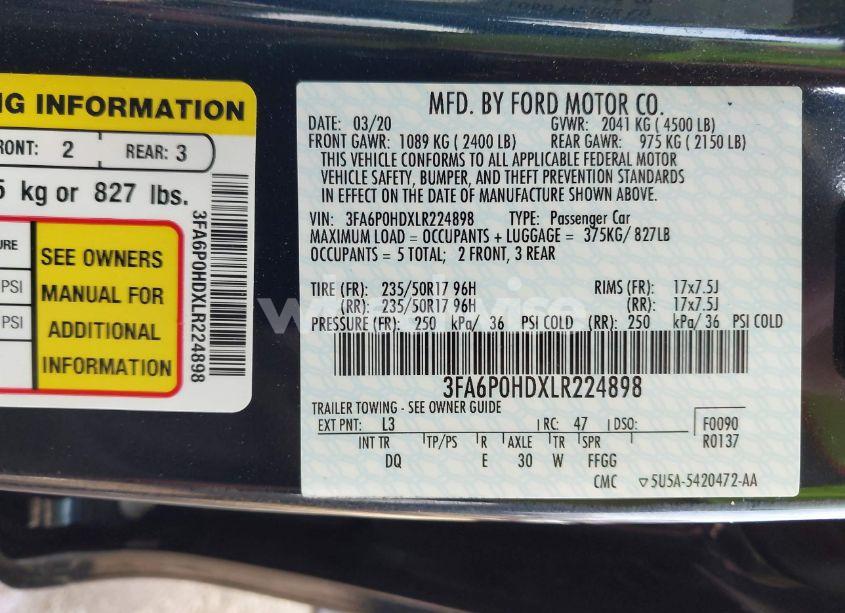 NG INFORMATION
FRONT: 2 REAR: 3
5 kg or 827 lbs.
PSI
PSI
SEE OWNERS
MANUAL FOR
ADDITIONAL
INFORMATION
3FA6P0HDXLR224898
MFD. BY FORD MOTOR CO.
DATE: 03/20 GVWR: 2041 KG ( 4500 LB)
FRONT GAWR: 1089 KG ( 2400 LB) REAR GAWR: 975 KG ( 2150 LB)
THIS VEHICLE CONFORMS TO ALL APPLICABLE FEDERAL MOTOR
VEHICLE SAFETY, BUMPER, AND THEFT PREVENTION STANDARDS
IN EFFECT ON THE DATE OF MANUFACTURE SHOWN ABOVE.
VIN: 3FA6P0HDXLR224898 TYPE: Passenger Car
MAXIMUM LOAD = OCCUPANTS + LUGGAGE = 375KG/ 827LB
OCCUPANTS = 5 TOTAL; 2 FRONT, 3 REAR
TIRE (FR): 235/50R17 96H RIMS (FR): 17x7.5J
(RR): 235/50R17 96H (RR): 17x7.5J
PRESSURE (FR): 250 kPa/ 36 PSI COLD (RR): 250 kPa/ 36 PSI COLD
3FA6P0HDXLR224898
TRAILER TOWING - SEE OWNER GUIDE
EXT PNT: L3 RC: 47 DSO: F0090
R0137
INT TR TP/PS R AXLE TR SPR
DQ E 30 W FFGG
CMC ▽5U5A-5420472-AA